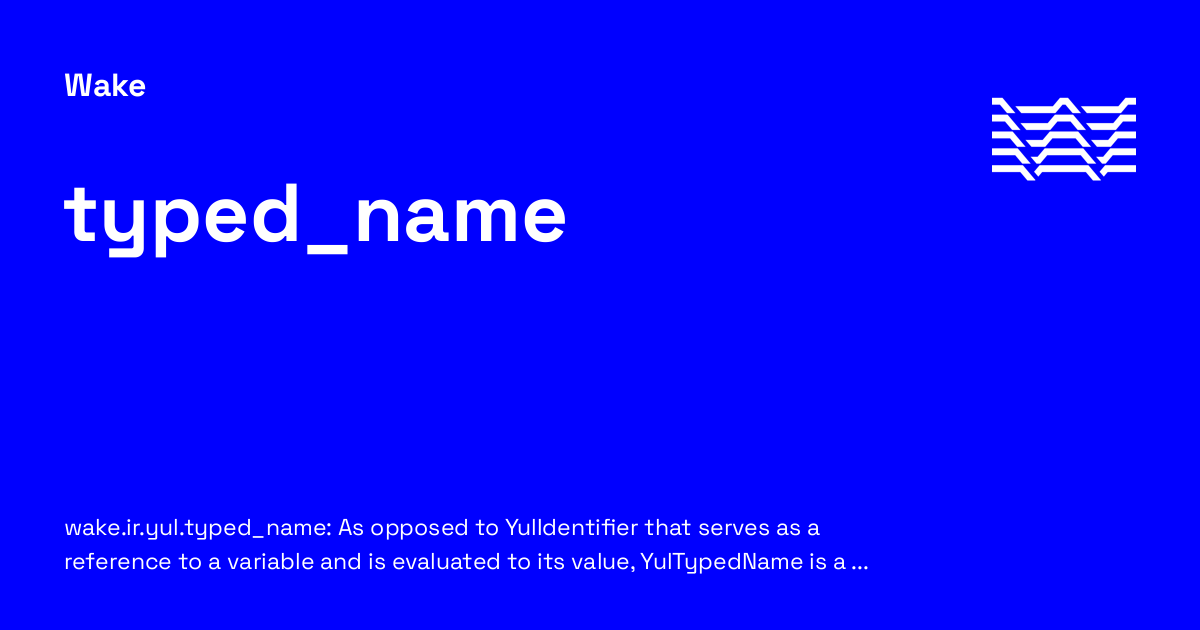 Wake
typed_name
wake.ir.yul.typed_name: As opposed to YulIdentifier that serves as a
reference to a variable and is evaluated to its value, YulTypedName is a ...